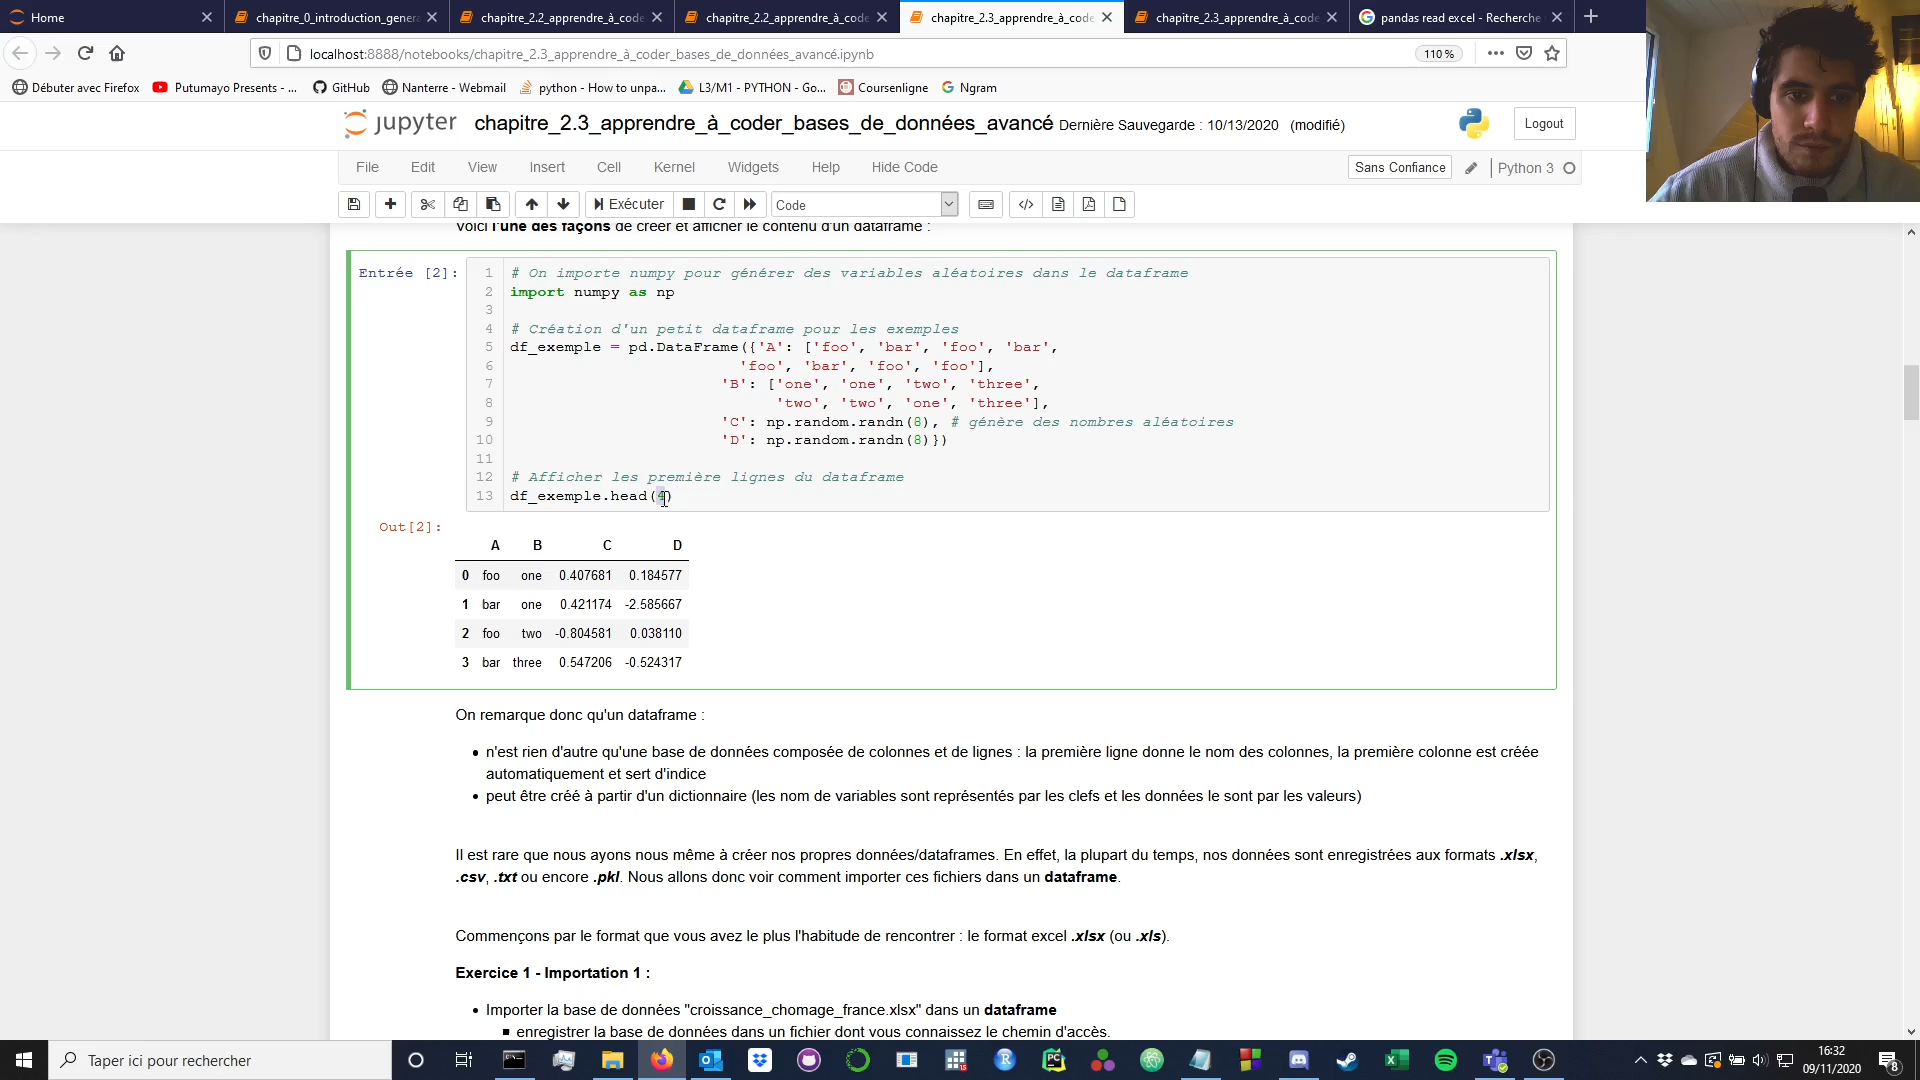 Home
chapitre_0_introduction_genera
chapitre_2.2_apprendre_à_code
chapitre_2.2_apprendre_à_code
chapitre_2.3_apprendre_à_code
chapitre_2.3_apprendre_à_code
pandas read excel - Recherche
localhost:8888/notebooks/chapitre_2.3_apprendre_à_coder_bases_de_données_avancé.ipynb
110 %
Débuter avec Firefox
Putumayo Presents - ...
GitHub
Nanterre - Webmail
python - How to unpa...
L3/M1 - PYTHON - Go...
Coursenligne
Ngram
jupyter
chapitre_2.3_apprendre_à_coder_bases_de_données_avancé Dernière Sauvegarde : 10/13/2020 (modifié)
Logout
File Edit View Insert Cell Kernel Widgets Help Hide Code
Sans Confiance
Python 3
Exécuter
Code
Voici l'une des façons de créer et afficher le contenu d'un dataframe :
Entrée [2]:
1 # On importe numpy pour générer des variables aléatoires dans le dataframe
2 import numpy as np
3
4 # Création d'un petit dataframe pour les exemples
5 df_exemple = pd.DataFrame({'A': ['foo', 'bar', 'foo', 'bar',
6 'foo', 'bar', 'foo', 'foo'],
7 'B': ['one', 'one', 'two', 'three',
8 'two', 'two', 'one', 'three'],
9 'C': np.random.randn(8), # génère des nombres aléatoires
10 'D': np.random.randn(8)})
11
12 # Afficher les première lignes du dataframe
13 df_exemple.head(4)
Out[2]:
A B C D
0 foo one 0.407681 0.184577
1 bar one 0.421174 -2.585667
2 foo two -0.804581 0.038110
3 bar three 0.547206 -0.524317
On remarque donc qu'un dataframe :
n'est rien d'autre qu'une base de données composée de colonnes et de lignes : la première ligne donne le nom des colonnes, la première colonne est créée
automatiquement et sert d'indice
peut être créé à partir d'un dictionnaire (les nom de variables sont représentés par les clefs et les données le sont par les valeurs)
Il est rare que nous ayons nous même à créer nos propres données/dataframes. En effet, la plupart du temps, nos données sont enregistrées aux formats .xlsx,
.csv, .txt ou encore .pkl. Nous allons donc voir comment importer ces fichiers dans un dataframe.
Commençons par le format que vous avez le plus l'habitude de rencontrer : le format excel .xlsx (ou .xls).
Exercice 1 - Importation 1 :
Importer la base de données "croissance_chomage_france.xlsx" dans un dataframe
enregistrer la base de données dans un fichier dont vous connaissez le chemin d'accès.
Taper ici pour rechercher
16:32
09/11/2020
8